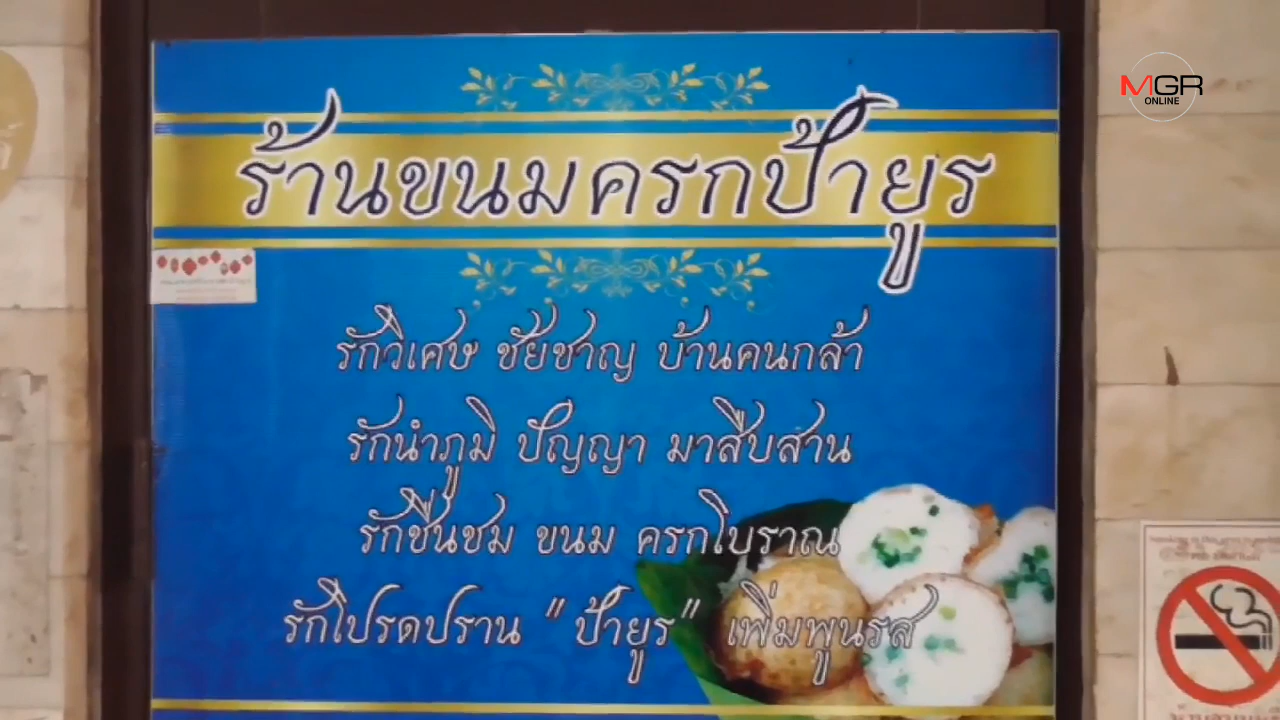 MGR
ONLINE
ร้านขนมครกป้ายูร
รักวิเศษ ชัยชาญ บ้านคนกล้า
รักนำภูมิ ปัญญา มาสืบสาน
รักชื่นชม ขนม ครกโบราณ
รักโปรดปราน "ป้ายูร" เพิ่มพูนรส